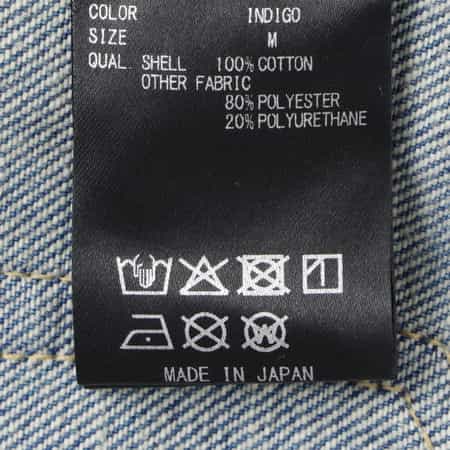 COLOR INDIGO
SIZE M
QUAL. SHELL 100% COTTON
OTHER FABRIC
80% POLYESTER
20% POLYURETHANE
W
MADE IN JAPAN